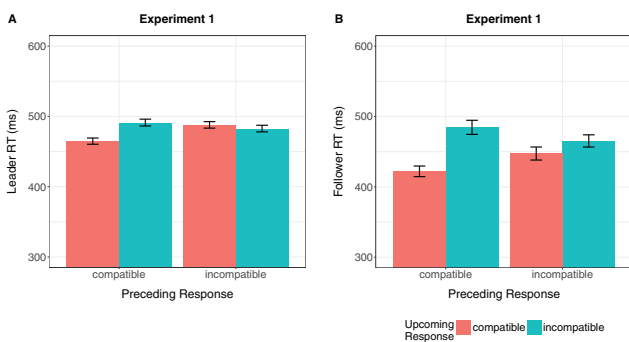 A
Experiment 1
Leader RT (ms)
600
500
400
300
compatible
incompatible
Preceding Response
B
Experiment 1
Follower RT (ms)
600
500
400
300
compatible
incompatible
Preceding Response
Upcoming
Response
compatible
incompatible